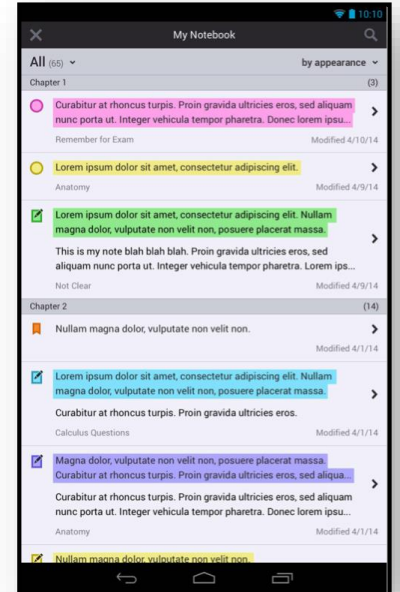 10:10
My Notebook
All (65)
by appearance
Chapter 1
(3)
Curabitur at rhoncus turpis. Proin gravida ultricies eros, sed aliquam
nunc porta ut. Integer vehicula tempor pharetra. Donec lorem ipsu...
Remember for Exam
Modified 4/10/14
Lorem ipsum dolor sit amet, consectetur adipiscing elit.
Anatomy
Modified 4/9/14
Lorem ipsum dolor sit amet, consectetur adipiscing elit. Nullam
magna dolor, vulputate non velit non, posuere placerat massa.
This is my note blah blah blah. Proin gravida ultricies eros, sed
aliquam nunc porta ut. Integer vehicula tempor pharetra. Lorem ips...
Not Clear
Modified 4/9/14
Chapter 2
(14)
Nullam magna dolor, vulputate non velit non.
Modified 4/1/14
Lorem ipsum dolor sit amet, consectetur adipiscing elit. Nullam
magna dolor, vulputate non velit non, posuere placerat massa.
Curabitur at rhoncus turpis. Proin gravida ultricies eros.
Calculus Questions
Modified 4/1/14
Magna dolor, vulputate non velit non, posuere placerat massa.
Curabitur at rhoncus turpis. Proin gravida ultricies eros, sed aliqua...
Curabitur at rhoncus turpis. Proin gravida ultricies eros, sed aliquam
nunc porta ut. Integer vehicula tempor pharetra. Donec lorem ipsu...
Anatomy
Modified 4/1/14
Nullam magna dolor, vulputate non velit non.